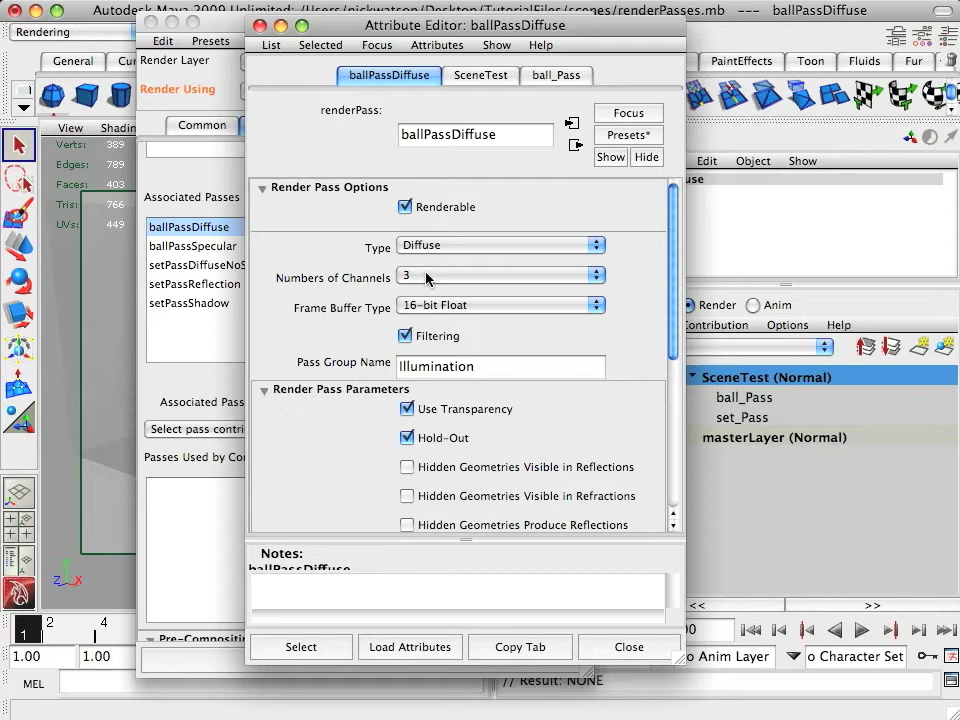 Autodesk Maya 2009 Unlimited: /Users/nickwatson/Desktop/TutorialFiles/scenes/renderPasses.mb --- ballPassDiffuse
Rendering
General
PaintEffects
Toon
Fluids
Fur
View
Verts: 389
Edges: 789
Faces: 403
Tris: 766
UVs: 449
Edit
Presets
Render Layer
Render Using
Common
Associated Passes
ballPassDiffuse
ballPassSpecular
setPassReflection
setPassShadow
Attribute Editor: ballPassDiffuse
List
Selected
Focus
Attributes
Show
Help
ballPassDiffuse
SceneTest
ball_Pass
renderPass:
ballPassDiffuse
Focus
Presets*
Show
Hide
Render Pass Options
Renderable
Type
Diffuse
Numbers of Channels
3
Frame Buffer Type
16-bit Float
Filtering
Pass Group Name
Illumination
Render Pass Parameters
Use Transparency
Hold-Out
Hidden Geometries Visible in Reflections
Hidden Geometries Visible in Refractions
Hidden Geometries Produce Reflections
Notes:
ballPassDiffuse
Select
Load Attributes
Copy Tab
Close
Edit
Object
Show
Render
Anim
Options
Help
SceneTest (Normal)
ball_Pass
set_Pass
masterLayer (Normal)
<<
>>
Z
X
1
2
4
1.00
1.00
o Anim Layer
o Character Set
MEL
// Result: NONE